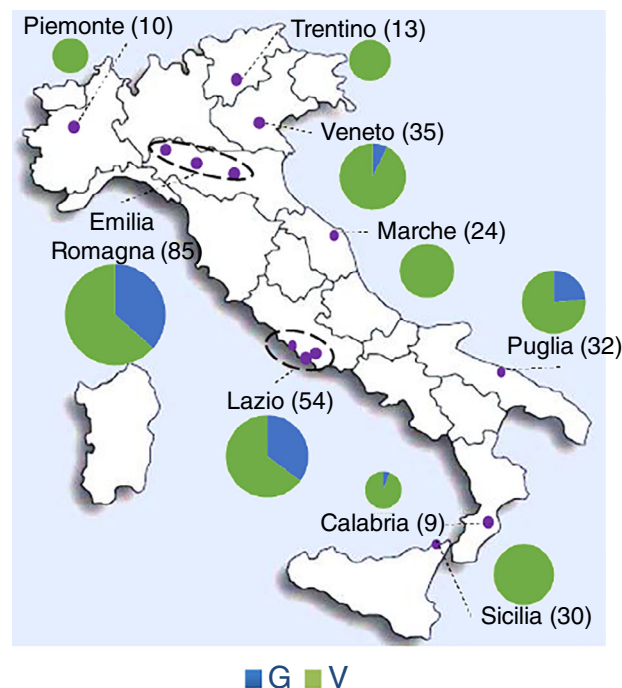 Piemonte (10)
Trentino (13)
Veneto (35)
Emilia
Romagna (85)
Marche (24)
Puglia (32)
Lazio (54)
Calabria (9)
Sicilia (30)
G V